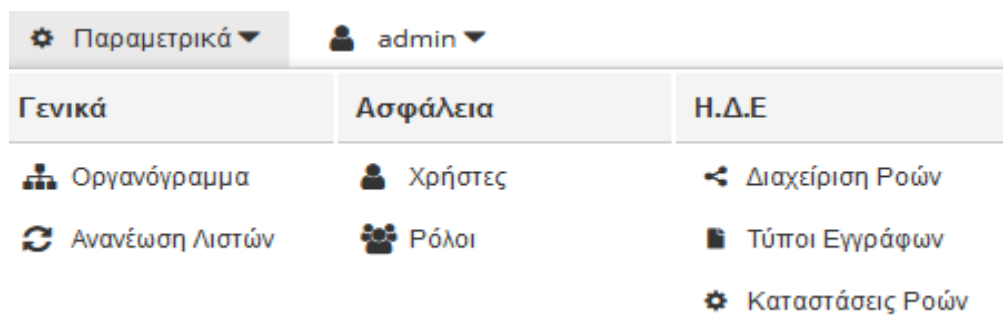 Παραμετρικά admin
Γενικά Ασφάλεια Η.Δ.Ε
Οργανόγραμμα Χρήστες Διαχείριση Ροών
Ανανέωση Λιστών Ρόλοι Τύποι Εγγράφων
Καταστάσεις Ροών